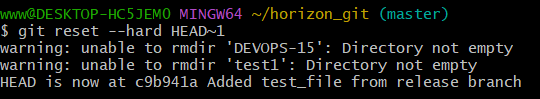 www@DESKTOP-HC5JEM0 MINGW64 ~/horizon_git (master)
$ git reset --hard HEAD~1
warning: unable to rmdir 'DEVOPS-15': Directory not empty
warning: unable to rmdir 'test1': Directory not empty
HEAD is now at c9b941a Added test_file from release branch